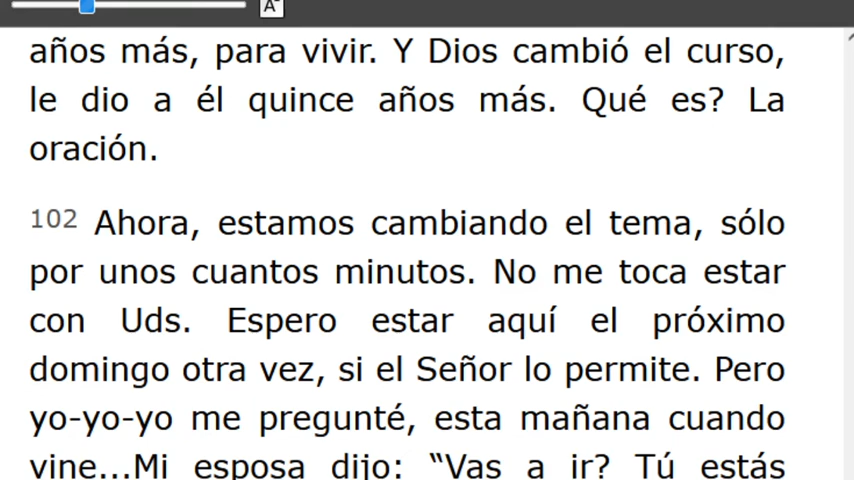 A
años más, para vivir. Y Dios cambió el curso,
le dio a él quince años más. Qué es? La
oración.
102 Ahora, estamos cambiando el tema, sólo
por unos cuantos minutos. No me toca estar
con Uds. Espero estar aquí el próximo
domingo otra vez, si el Señor lo permite. Pero
yo-yo-yo me pregunté, esta mañana cuando
vine...Mi esposa dijo: “Vas a ir? Tú estás